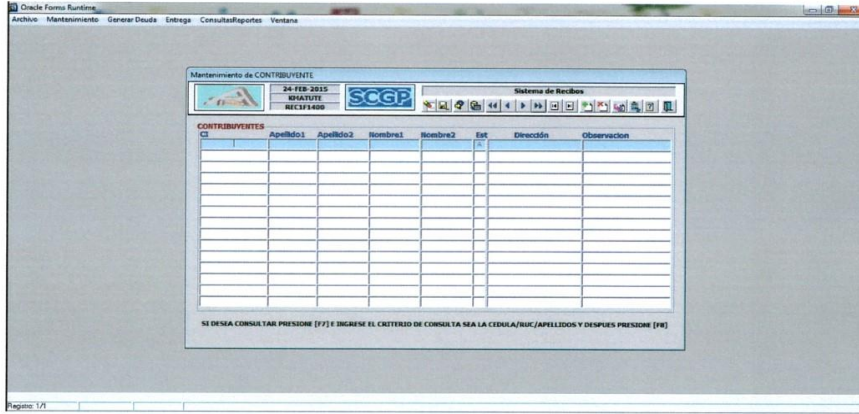 Oracle Forms Runtime
Archivo Mantenimiento Generar Deuda Entrega ConsultasReportes Ventana
Mantenimiento de CONTRIBUYENTE
24-FEB-2015
KHATUTE
REC1F1400
SCGP
Sistema de Recibos
CONTRIBUYENTES
CI Apellido1 Apellido2 Nombre1 Nombre2 Est Dirección Observacion
A
SI DESEA CONSULTAR PRESIONE [F7] E INGRESE EL CRITERIO DE CONSULTA SEA LA CEDULA/RUC/APELLIDOS Y DESPUES PRESIONE [F8]
Registro: 1/1